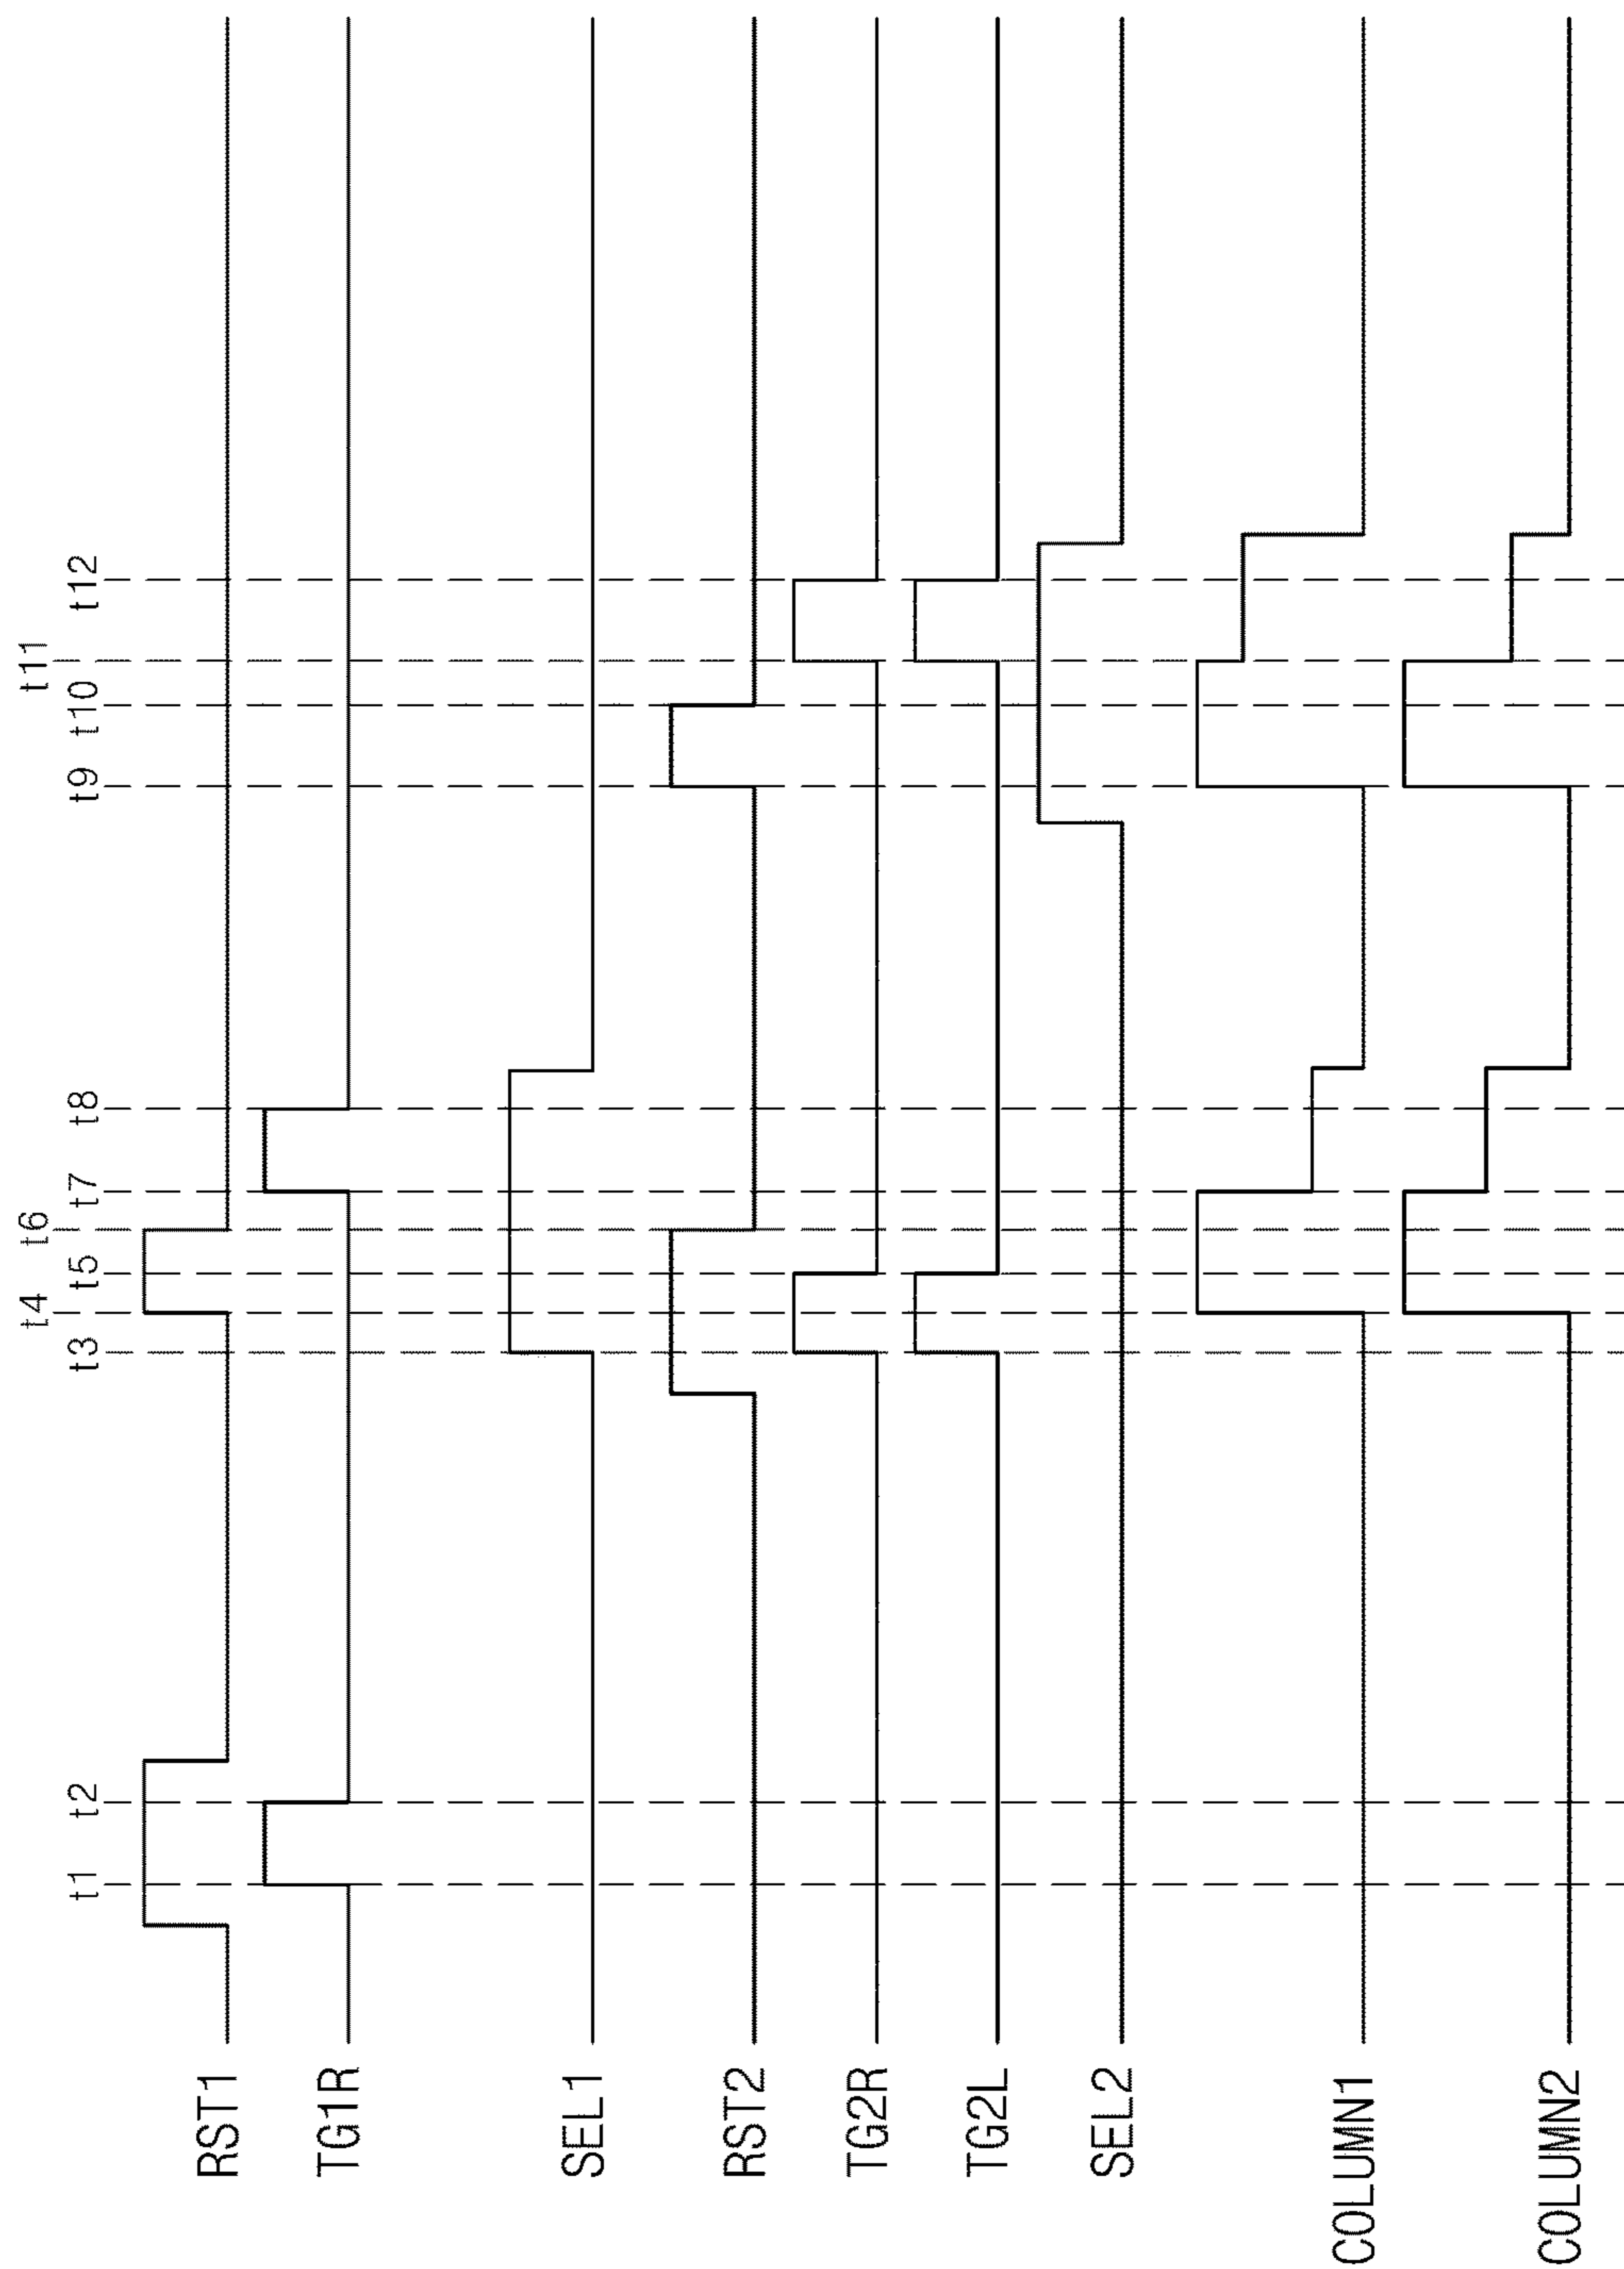 t4 t6 t11
t1 t2 t3 t5 t7 t8 t9 t10 t12
RST1
TG1R
SEL1
RST2
TG2R
TG2L
SEL2
COLUMN1
COLUMN2